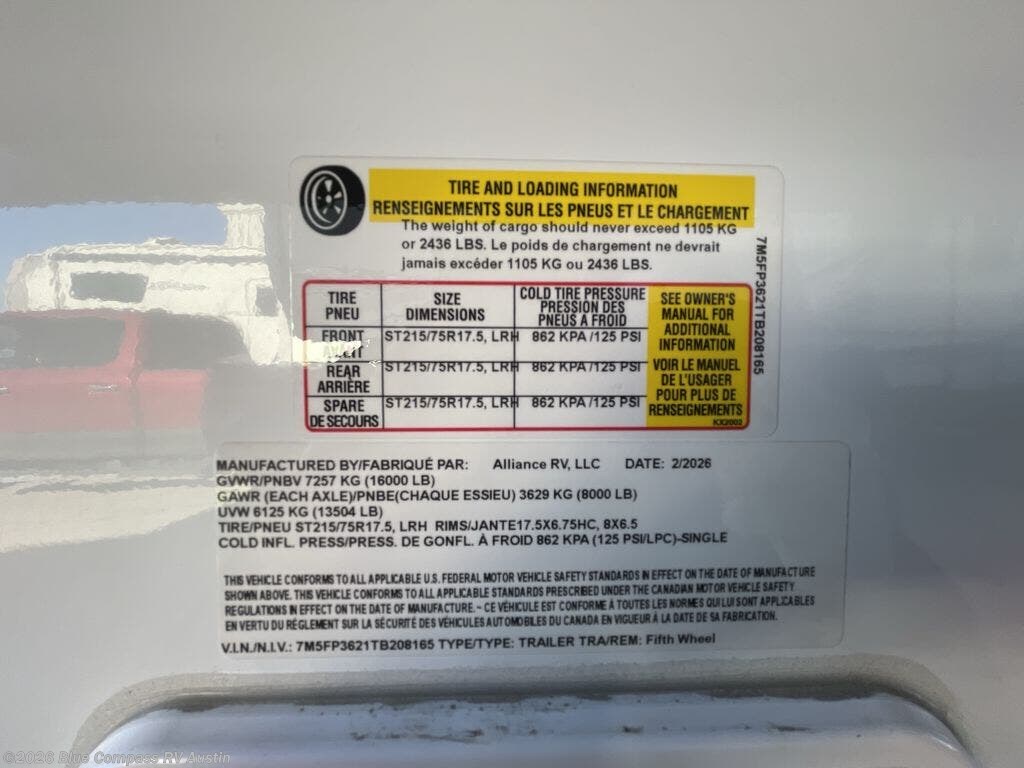 TIRE AND LOADING INFORMATION
RENSEIGNEMENTS SUR LES PNEUS ET LE CHARGEMENT
The weight of cargo should never exceed 1105 KG
or 2436 LBS. Le poids de chargement ne devrait
jamais excéder 1105 KG ou 2436 LBS.
TIRE PNEU
SIZE DIMENSIONS
COLD TIRE PRESSURE PRESSION DES PNEUS A FROID
SEE OWNER'S
MANUAL FOR
ADDITIONAL
INFORMATION
VOIR LE MANUEL
DE L'USAGER
POUR PLUS DE
RENSEIGNEMENTS
KX2002
FRONT
ST215/75R17.5, LRH 862 KPA /125 PSI
REAR ARRIÈRE
ST215/75R17.5, LRH 862 KPA /125 PSI
SPARE DE SECOURS
ST215/75R17.5, LRH 862 KPA /125 PSI
7M5FP3621TB208165
MANUFACTURED BY/FABRIQUÉ PAR: Alliance RV, LLC DATE: 2/2026
GVWR/PNBV 7257 KG (16000 LB)
GAWR (EACH AXLE)/PNBE(CHAQUE ESSIEU) 3629 KG (8000 LB)
UVW 6125 KG (13504 LB)
TIRE/PNEU ST215/75R17.5, LRH RIMS/JANTE17.5X6.75HC, 8X6.5
COLD INFL. PRESS/PRESS. DE GONFL. À FROID 862 KPA (125 PSI/LPC)-SINGLE
THIS VEHICLE CONFORMS TO ALL APPLICABLE U.S. FEDERAL MOTOR VEHICLE SAFETY STANDARDS IN EFFECT ON THE DATE OF MANUFACTURE
SHOWN ABOVE. THIS VEHICLE CONFORMS TO ALL APPLICABLE STANDARDS PRESCRIBED UNDER THE CANADIAN MOTOR VEHICLE SAFETY
REGULATIONS IN EFFECT ON THE DATE OF MANUFACTURE. - CE VÉHICULE EST CONFORME À TOUTES LES NORMES QUI LUI SONT APPLICABLES
EN VERTU DU RÉGLEMENT SUR LA SÉCURITÉ DES VÉHICULES AUTOMOBILES DU CANADA EN VIGUEUR À LA DATE DE SA FABRICATION.
V.I.N./N.I.V.: 7M5FP3621TB208165 TYPE/TYPE: TRAILER TRA/REM: Fifth Wheel
©2026 Blue Compass RV Austin